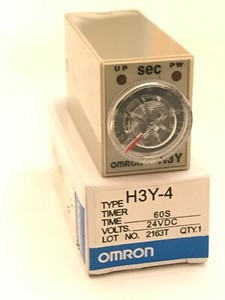 UP PW
sec
OMRON H3Y
TYPE H3Y-4
TIMER
TIME 60S
VOLTS. 24VDC
LOT NO. 2163T QTY.1
OMRON